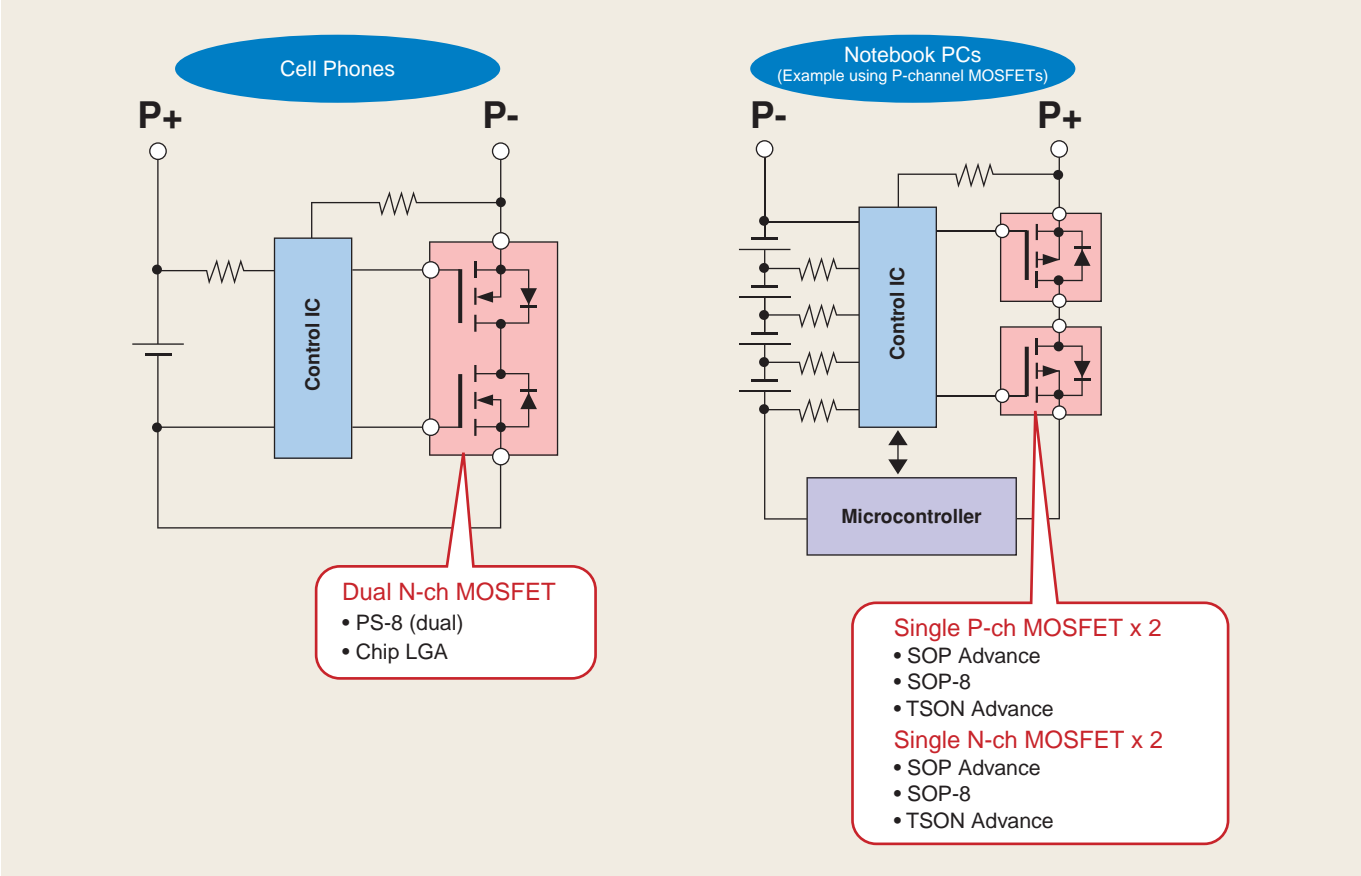 Cell Phones
P+
P-
Control IC
Dual N-ch MOSFET
• PS-8 (dual)
• Chip LGA
Notebook PCs
(Example using P-channel MOSFETs)
P-
P+
Control IC
Microcontroller
Single P-ch MOSFET x 2
• SOP Advance
• SOP-8
• TSON Advance
Single N-ch MOSFET x 2
• SOP Advance
• SOP-8
• TSON Advance